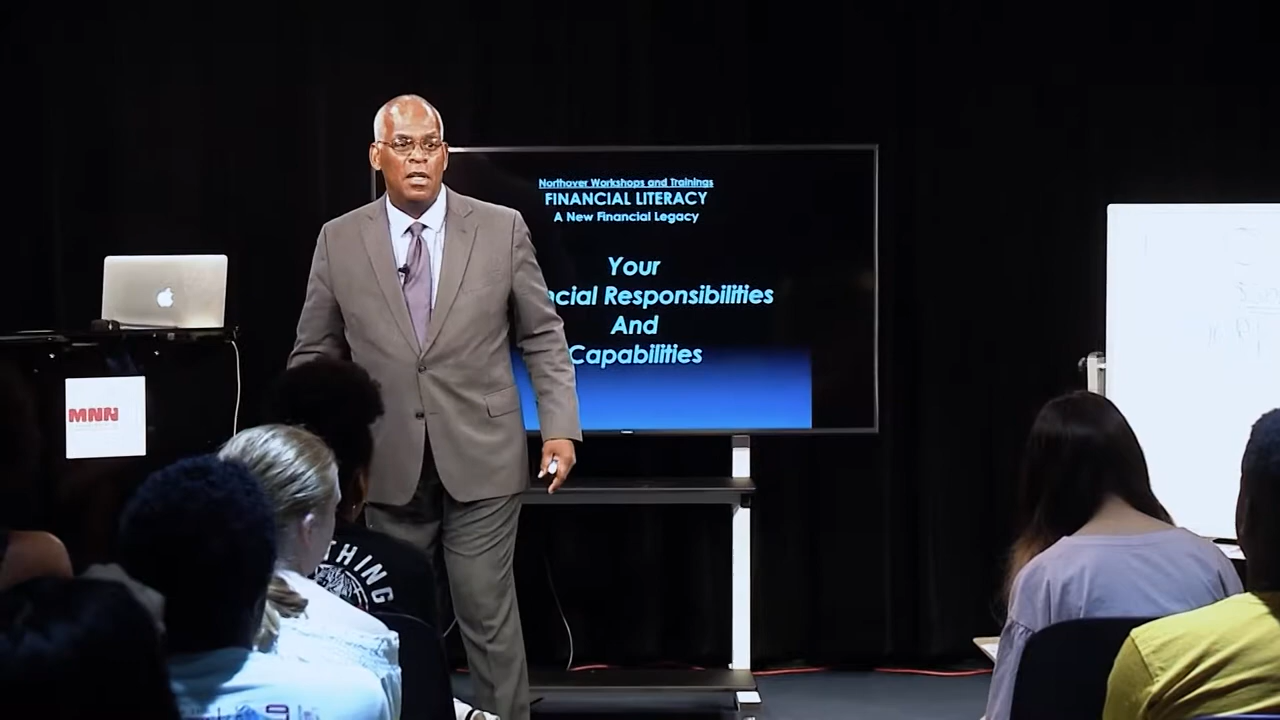 Northover Workshops and Trainings
FINANCIAL LITERACY
A New Financial Legacy
Your
ncial Responsibilities
And
Capabilities
MNN
THING